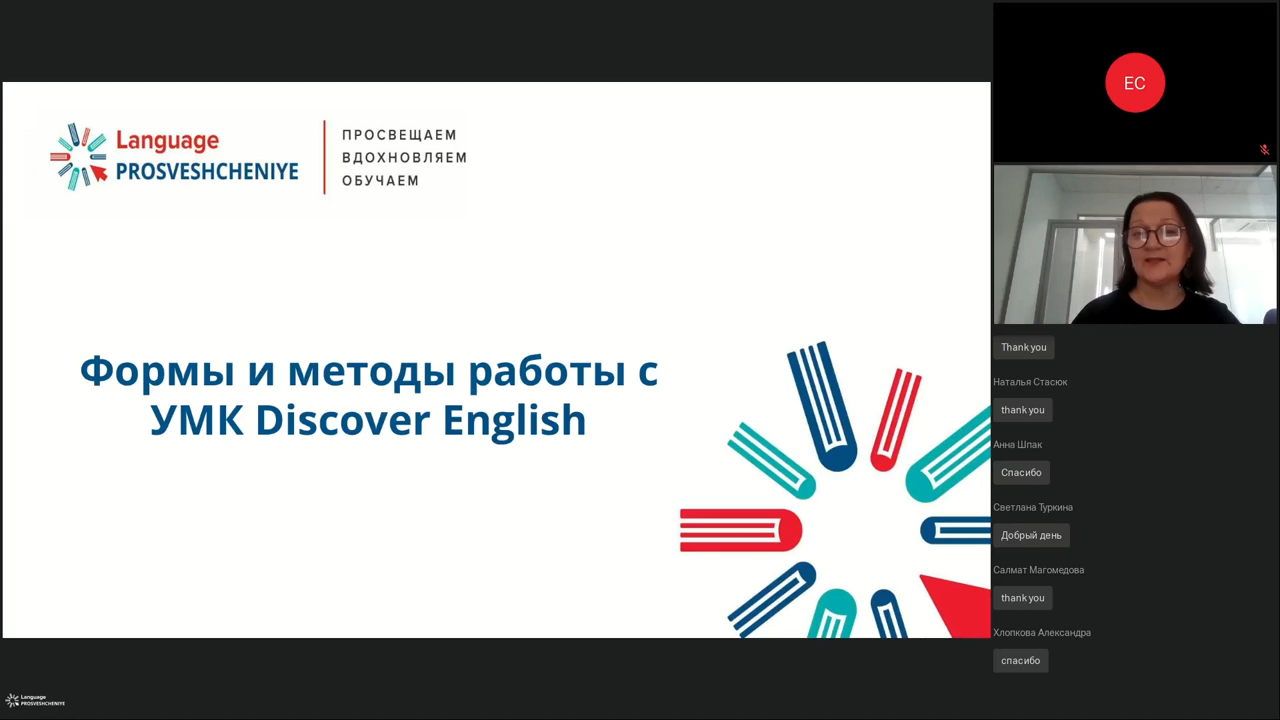 Language
PROSVESHCHENIYE
ПРОСВЕЩАЕМ
ВДОХНОВЛЯЕМ
ОБУЧАЕМ
Формы и методы работы с
УМК Discover English
EC
Thank you
Наталья Стасюк
thank you
Анна Шпак
Спасибо
Светлана Туркина
Добрый день
Салмат Магомедова
thank you
Хлопкова Александра
спасибо
Language
PROSVESHCHENIYE